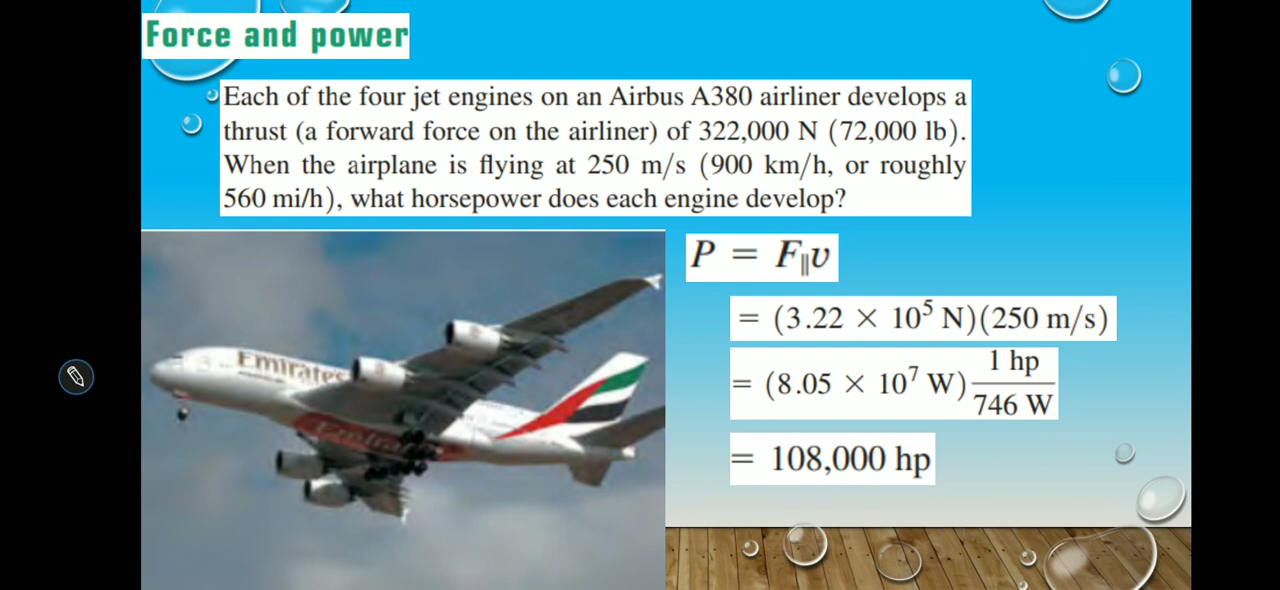 Force and power
Each of the four jet engines on an Airbus A380 airliner develops a
thrust (a forward force on the airliner) of 322,000 N (72,000 lb).
When the airplane is flying at 250 m/s (900 km/h, or roughly
560 mi/h), what horsepower does each engine develop?
P = F∥v
= (3.22 × 10⁵ N)(250 m/s)
= (8.05 × 10⁷ W) 1 hp / 746 W
= 108,000 hp
Emirates